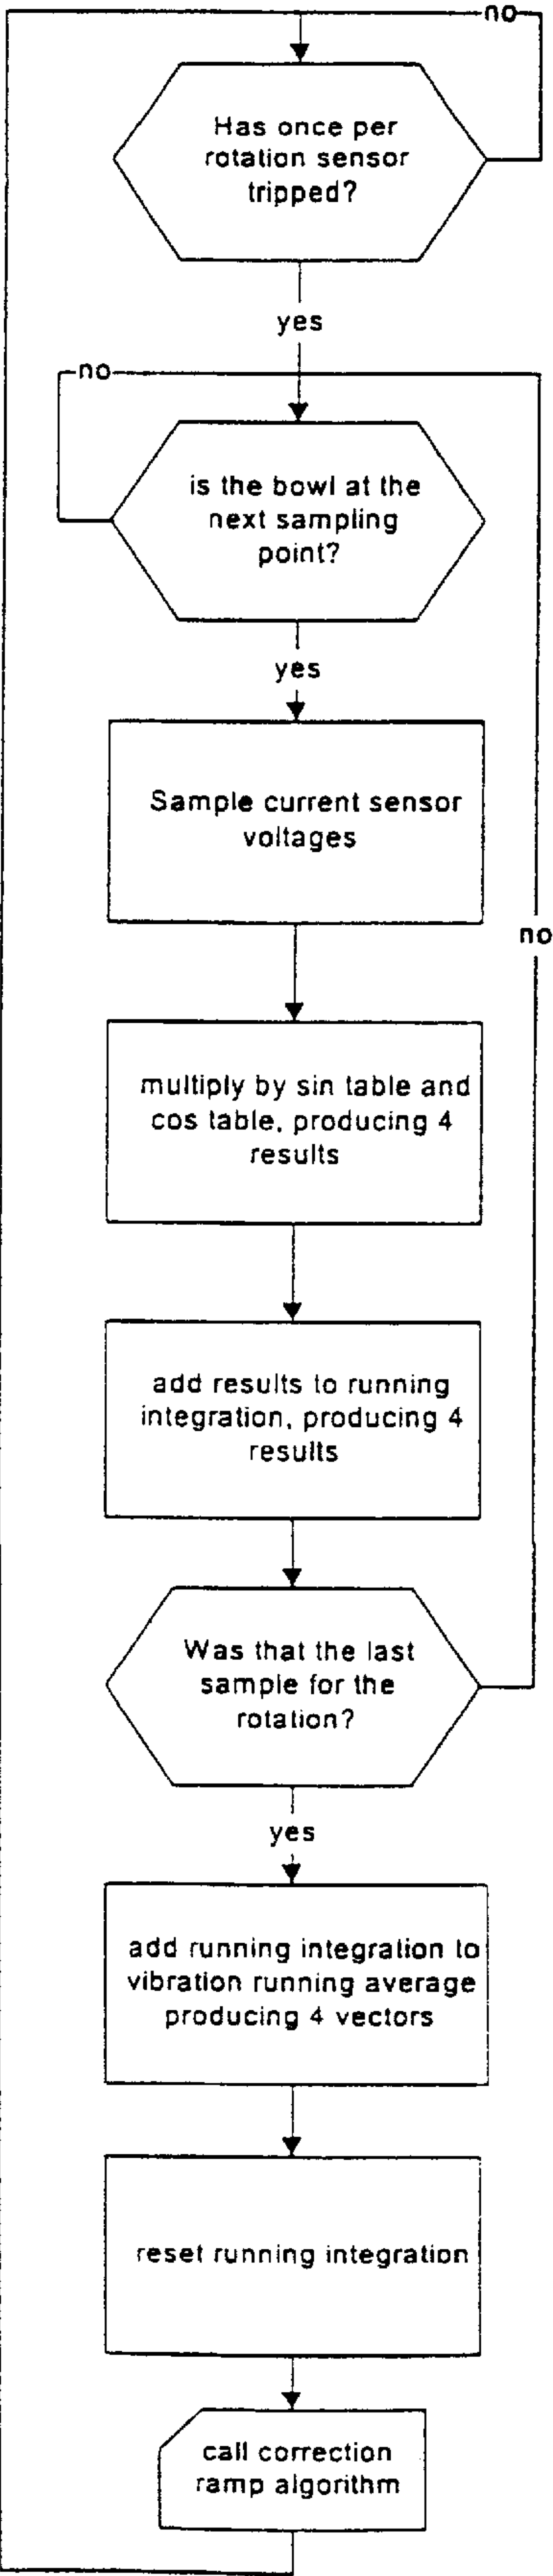 no
Has once per
rotation sensor
tripped?
yes
no
is the bowl at the
next sampling
point?
yes
Sample current sensor
voltages
no
multiply by sin table and
cos table, producing 4
results
add results to running
integration, producing 4
results
Was that the last
sample for the
rotation?
yes
add running integration to
vibration running average
producing 4 vectors
reset running integration
call correction
ramp algorithm